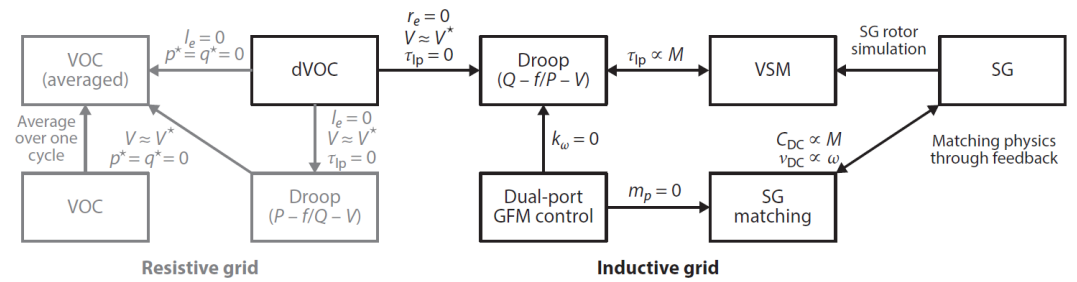 VOC
(averaged)
l_e = 0
p* = q* = 0
dVOC
r_e = 0
V ≈ V*
τ_lp = 0
Droop
(Q – f/P – V)
τ_lp ∝ M
VSM
SG rotor
simulation
SG
Average
over one
cycle
V ≈ V*
p* = q* = 0
l_e = 0
V ≈ V*
τ_lp = 0
k_ω = 0
C_DC ∝ M
v_DC ∝ ω
Matching physics
through feedback
VOC
Droop
(P – f/Q – V)
Dual-port
GFM control
m_p = 0
SG
matching
Resistive grid
Inductive grid